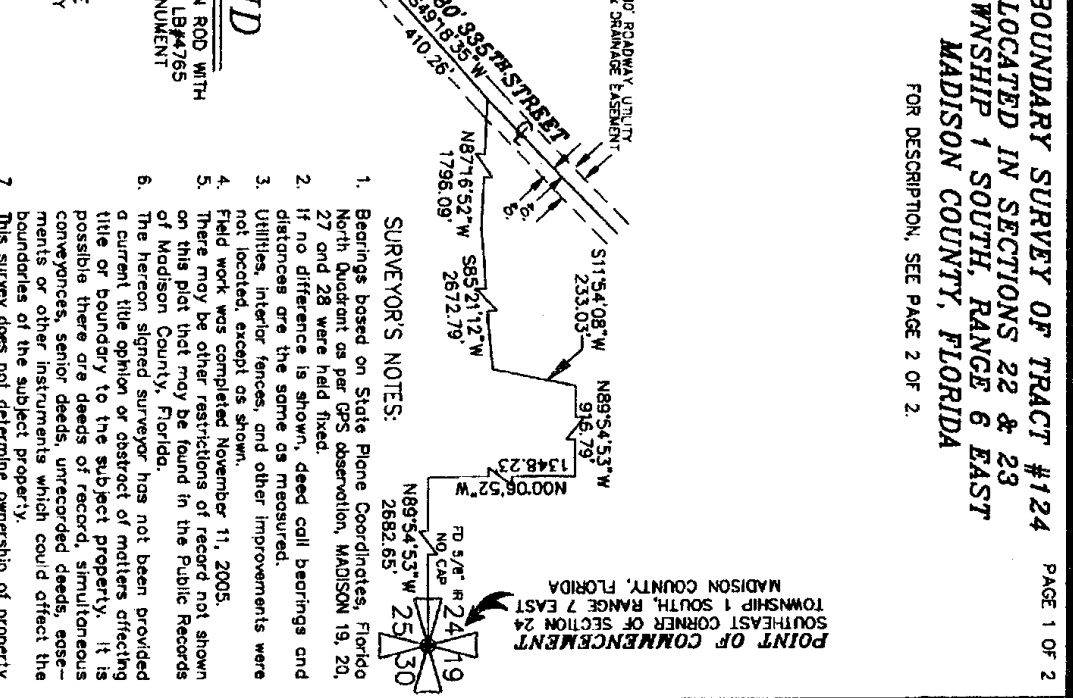 BOUNDARY SURVEY OF TRACT #124
LOCATED IN SECTIONS 22 & 23
WNSHIP 1 SOUTH, RANGE 6 EAST
MADISON COUNTY, FLORIDA
PAGE 1 OF 2
FOR DESCRIPTION, SEE PAGE 2 OF 2.
0' ROADWAY, UTILITY
DRAINAGE EASEMENT
80' 335TH STREET
S49°18'35"W
410.26'
40'
40'
N87°16'52"W
1796.09'
S85°21'12"W
2672.79'
S11°54'08"W
233.03'
N89°54'53"W
916.79'
N00°06'52"W
1348.23'
N89°54'53"W
2682.65'
FD 5/8" IR
NO CAP
24
19
25
30
POINT OF COMMENCEMENT
SOUTHEAST CORNER OF SECTION 24
TOWNSHIP 1 SOUTH, RANGE 7 EAST
MADISON COUNTY, FLORIDA
ND
N ROD WITH
LB#4765
NUMENT
SURVEYOR'S NOTES:
1. Bearings based on State Plane Coordinates, Florida
North Quadrant as per GPS observation, MADISON 19, 20,
27 and 28 were held fixed.
2. If no difference is shown, deed call bearings and
distances are the same as measured.
3. Utilities, interior fences, and other improvements were
not located, except as shown.
4. Field work was completed November 11, 2005.
5. There may be other restrictions of record not shown
on this plat that may be found in the Public Records
of Madison County, Florida.
6. The hereon signed surveyor has not been provided
a current title opinion or abstract of matters affecting
title or boundary to the subject property. It is
possible there are deeds of record, simultaneous
conveyances, senior deeds, unrecorded deeds, ease-
ments or other instruments which could affect the
boundaries of the subject property.
7. This survey does not determine ownership of property